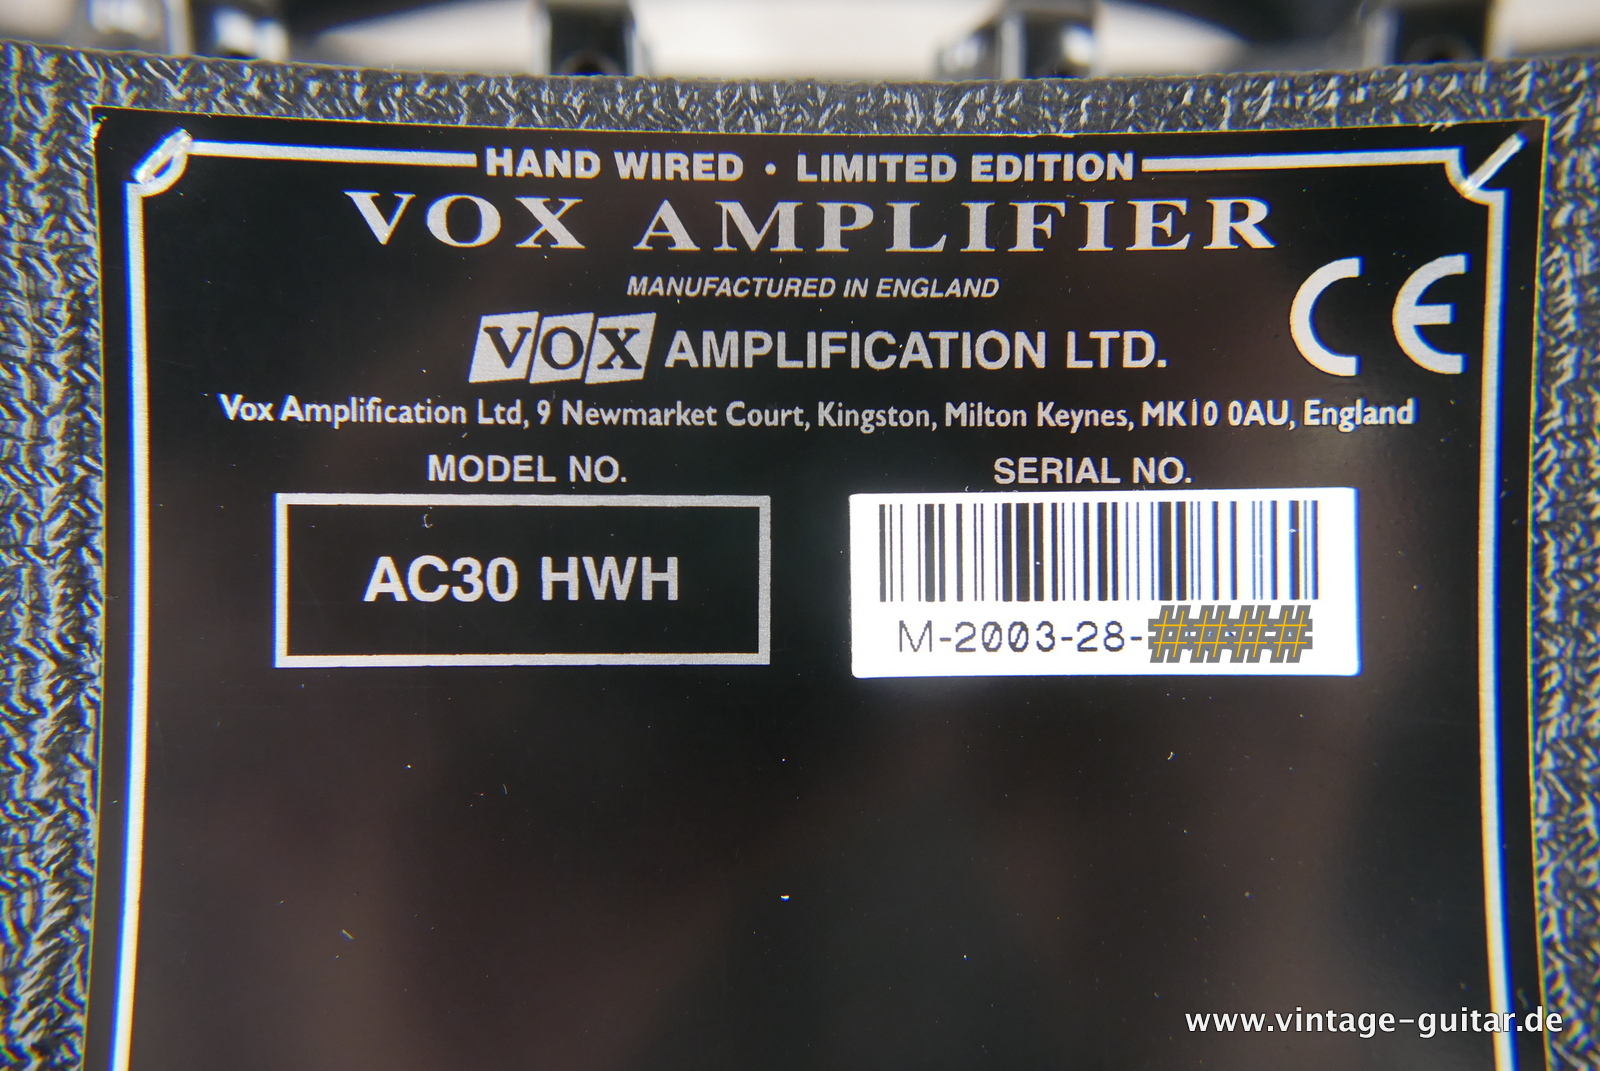 HAND WIRED • LIMITED EDITION
VOX AMPLIFIER
MANUFACTURED IN ENGLAND
CE
VOX AMPLIFICATION LTD.
Vox Amplification Ltd, 9 Newmarket Court, Kingston, Milton Keynes, MK10 0AU, England
MODEL NO.
AC30 HWH
SERIAL NO.
M-2003-28-####
www.vintage-guitar.de